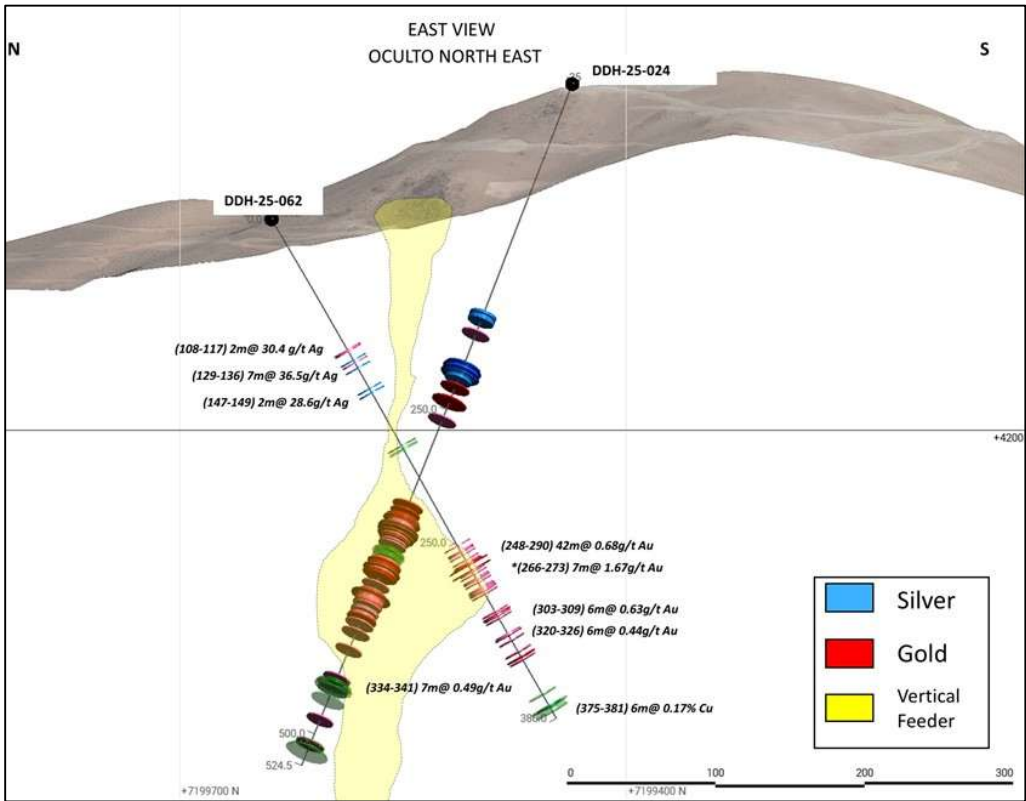 EAST VIEW
OCULTO NORTH EAST
N
S
DDH-25-024
DDH-25-062
(108-117) 2m@ 30.4 g/t Ag
(129-136) 7m@ 36.5g/t Ag
(147-149) 2m@ 28.6g/t Ag
250.0
+4200
250.0
(248-290) 42m@ 0.68g/t Au
*(266-273) 7m@ 1.67g/t Au
(303-309) 6m@ 0.63g/t Au
(320-326) 6m@ 0.44g/t Au
(334-341) 7m@ 0.49g/t Au
(375-381) 6m@ 0.17% Cu
380.0
500.0
524.5
Silver
Gold
Vertical
Feeder
0 100 200 300
+7199700 N
+7199400 N